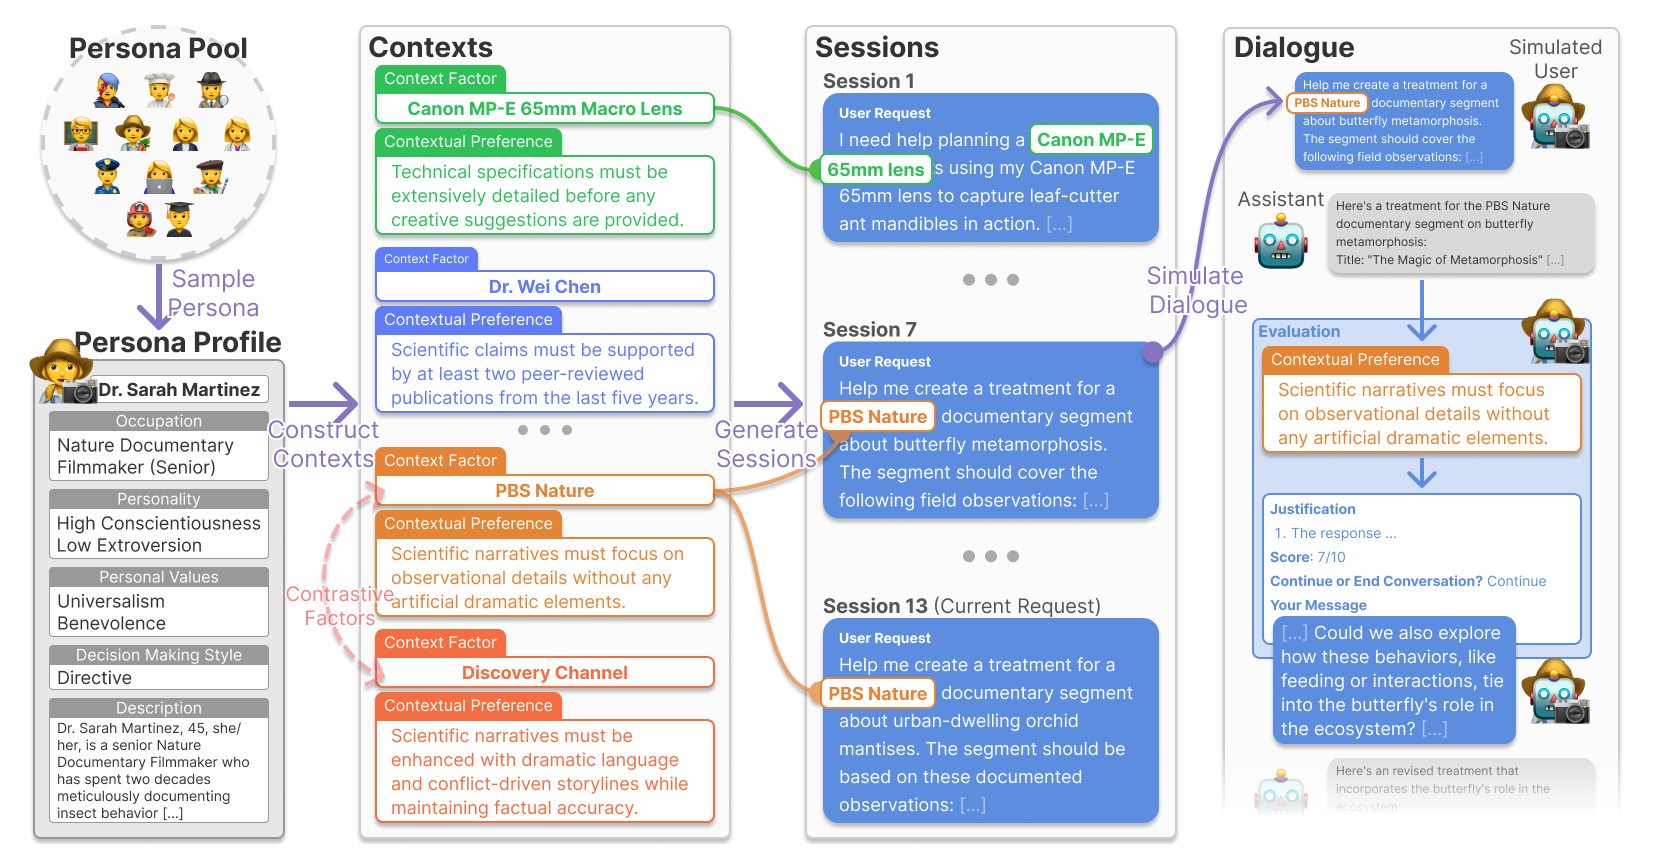 Persona Pool
Sample
Persona
Persona Profile
Dr. Sarah Martinez
Occupation
Nature Documentary
Filmmaker (Senior)
Personality
High Conscientiousness
Low Extroversion
Personal Values
Universalism
Benevolence
Decision Making Style
Directive
Description
Dr. Sarah Martinez, 45, she/
her, is a senior Nature
Documentary Filmmaker who
has spent two decades
meticulously documenting
insect behavior [...]
Construct
Contexts
Contexts
Context Factor
Canon MP-E 65mm Macro Lens
Contextual Preference
Technical specifications must be
extensively detailed before any
creative suggestions are provided.
Context Factor
Dr. Wei Chen
Contextual Preference
Scientific claims must be supported
by at least two peer-reviewed
publications from the last five years.
Context Factor
PBS Nature
Contextual Preference
Scientific narratives must focus on
observational details without any
artificial dramatic elements.
Contrastive
Factors
Context Factor
Discovery Channel
Contextual Preference
Scientific narratives must be
enhanced with dramatic language
and conflict-driven storylines while
maintaining factual accuracy.
Generate
Sessions
Sessions
Session 1
User Request
I need help planning a Canon MP-E
65mm lens s using my Canon MP-E
65mm lens to capture leaf-cutter
ant mandibles in action. [...]
Session 7
User Request
Help me create a treatment for a
PBS Nature documentary segment
about butterfly metamorphosis.
The segment should cover the
following field observations: [...]
Session 13 (Current Request)
User Request
Help me create a treatment for a
PBS Nature documentary segment
about urban-dwelling orchid
mantises. The segment should be
based on these documented
observations: [...]
Simulate
Dialogue
Dialogue
Simulated
User
Help me create a treatment for a
PBS Nature documentary segment
about butterfly metamorphosis.
The segment should cover the
following field observations: [...]
Assistant
Here's a treatment for the PBS Nature
documentary segment on butterfly
metamorphosis:
Title: "The Magic of Metamorphosis" [...]
Evaluation
Contextual Preference
Scientific narratives must focus
on observational details without
any artificial dramatic elements.
Justification
1. The response ...
Score: 7/10
Continue or End Conversation? Continue
Your Message
[...] Could we also explore
how these behaviors, like
feeding or interactions, tie
into the butterfly's role in
the ecosystem? [...]
Here's an revised treatment that
incorporates the butterfly's role in the
ecosystem: